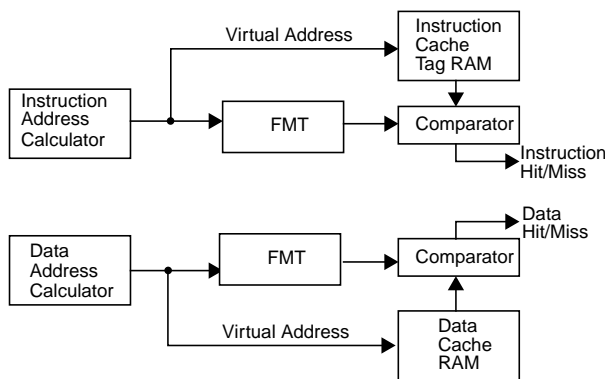 Virtual Address
Instruction
Cache
Tag RAM
Instruction
Address
Calculator
FMT
Comparator
Instruction
Hit/Miss
Data
Hit/Miss
Data
Address
Calculator
FMT
Comparator
Virtual Address
Data
Cache
RAM